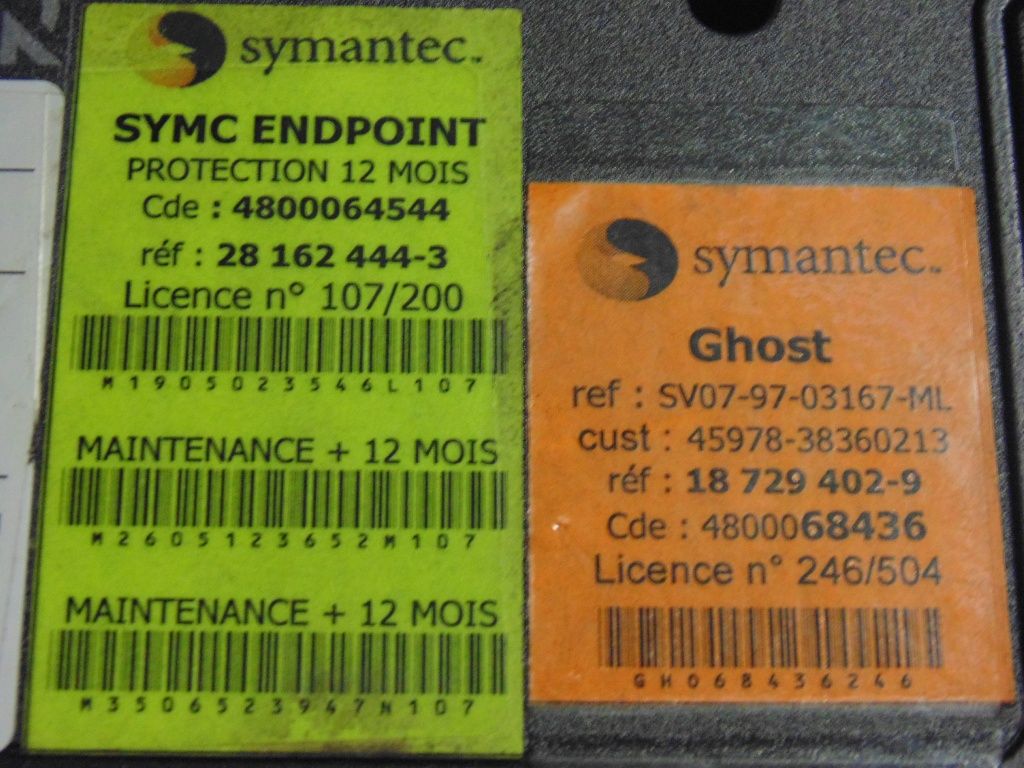 symantec™
SYMC ENDPOINT
PROTECTION 12 MOIS
Cde : 4800064544
réf : 28 162 444-3
Licence n° 107/200
M1905023546L107
MAINTENANCE + 12 MOIS
M2605123652M107
MAINTENANCE + 12 MOIS
M3506523947N107
symantec™
Ghost
ref : SV07-97-03167-ML
cust : 45978-38360213
réf : 18 729 402-9
Cde : 4800068436
Licence n° 246/504
GH068436246